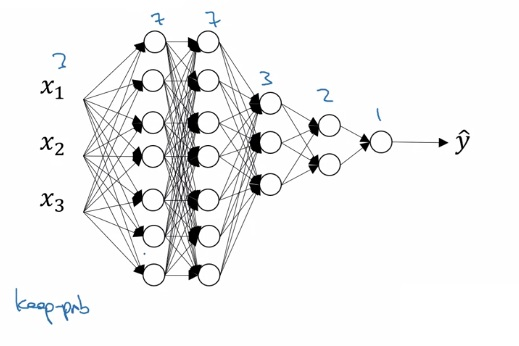 7 7
3
3 2 1
x₁
x₂ ŷ
x₃
keep-prob